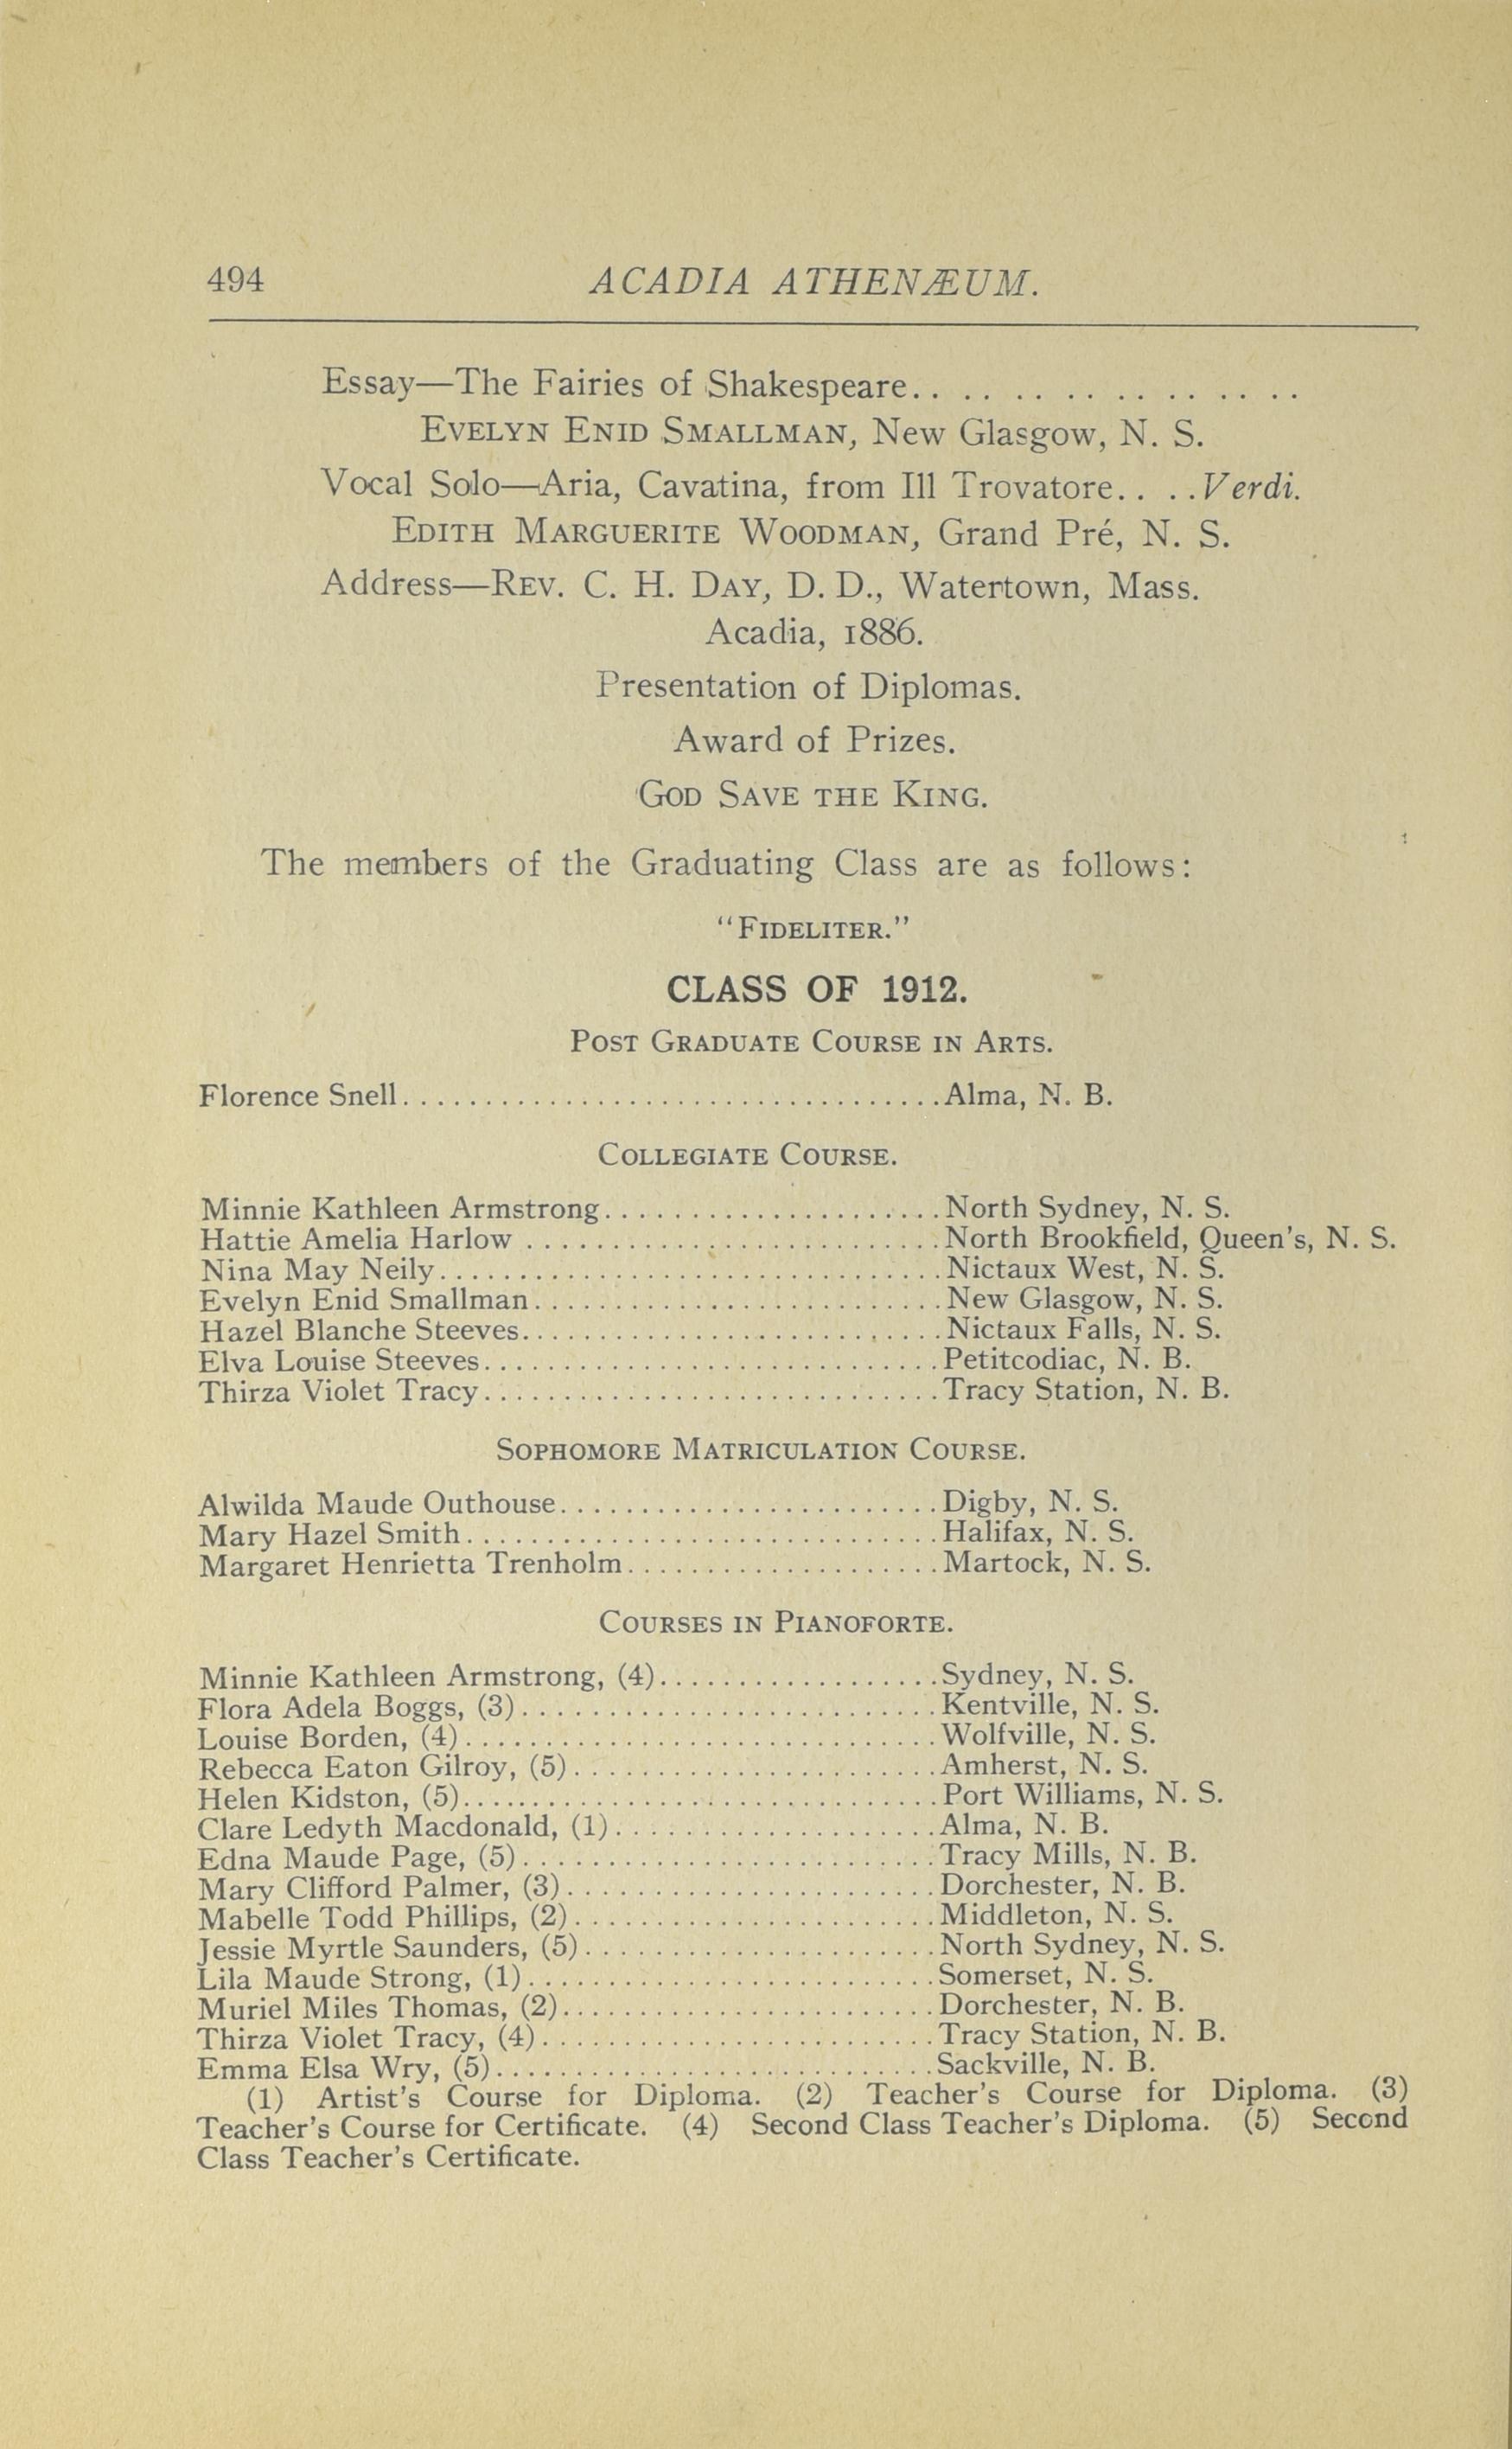 494 ACADIA ATHENÆUM.
Essay—The Fairies of Shakespeare.. .. .. .. .. .. .. ..
EVELYN ENID SMALLMAN, New Glasgow, N. S.
Vocal Solo—Aria, Cavatina, from Ill Trovatore.. ..Verdi.
EDITH MARGUERITE WOODMAN, Grand Pré, N. S.
Address—REV. C. H. DAY, D. D., Watertown, Mass.
Acadia, 1886.
Presentation of Diplomas.
Award of Prizes.
GOD SAVE THE KING.
The members of the Graduating Class are as follows:
"FIDELITER."
CLASS OF 1912.
POST GRADUATE COURSE IN ARTS.
Florence Snell..................................Alma, N. B.
COLLEGIATE COURSE.
Minnie Kathleen Armstrong.....................North Sydney, N. S.
Hattie Amelia Harlow ..........................North Brookfield, Queen's, N. S.
Nina May Neily................................Nictaux West, N. S.
Evelyn Enid Smallman..........................New Glasgow, N. S.
Hazel Blanche Steeves..........................Nictaux Falls, N. S.
Elva Louise Steeves.............................Petitcodiac, N. B.
Thirza Violet Tracy.............................Tracy Station, N. B.
SOPHOMORE MATRICULATION COURSE.
Alwilda Maude Outhouse........................Digby, N. S.
Mary Hazel Smith..............................Halifax, N. S.
Margaret Henrietta Trenholm....................Martock, N. S.
COURSES IN PIANOFORTE.
Minnie Kathleen Armstrong, (4)..................Sydney, N. S.
Flora Adela Boggs, (3)..........................Kentville, N. S.
Louise Borden, (4)..............................Wolfville, N. S.
Rebecca Eaton Gilroy, (5).......................Amherst, N. S.
Helen Kidston, (5)..............................Port Williams, N. S.
Clare Ledyth Macdonald, (1)....................Alma, N. B.
Edna Maude Page, (5)..........................Tracy Mills, N. B.
Mary Clifford Palmer, (3).......................Dorchester, N. B.
Mabelle Todd Phillips, (2).......................Middleton, N. S.
Jessie Myrtle Saunders, (5)......................North Sydney, N. S.
Lila Maude Strong, (1)..........................Somerset, N. S.
Muriel Miles Thomas, (2)........................Dorchester, N. B.
Thirza Violet Tracy, (4).........................Tracy Station, N. B.
Emma Elsa Wry, (5)............................Sackville, N. B.
(1) Artist's Course for Diploma. (2) Teacher's Course for Diploma. (3)
Teacher's Course for Certificate. (4) Second Class Teacher's Diploma. (5) Second
Class Teacher's Certificate.